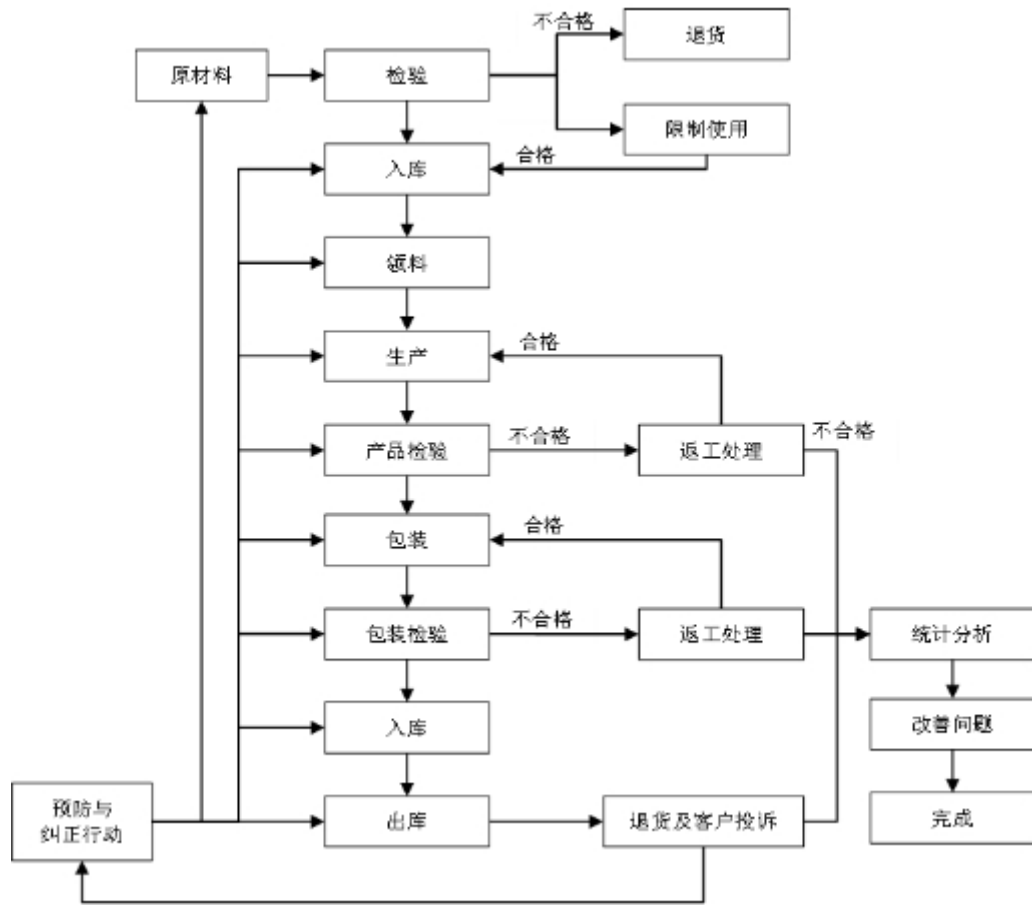 不合格
退货
原材料
检验
限制使用
合格
入库
领料
合格
生产
不合格
产品检验
不合格
返工处理
合格
包装
不合格
包装检验
返工处理
统计分析
入库
改善问题
预防与
纠正行动
出库
退货及客户投诉
完成